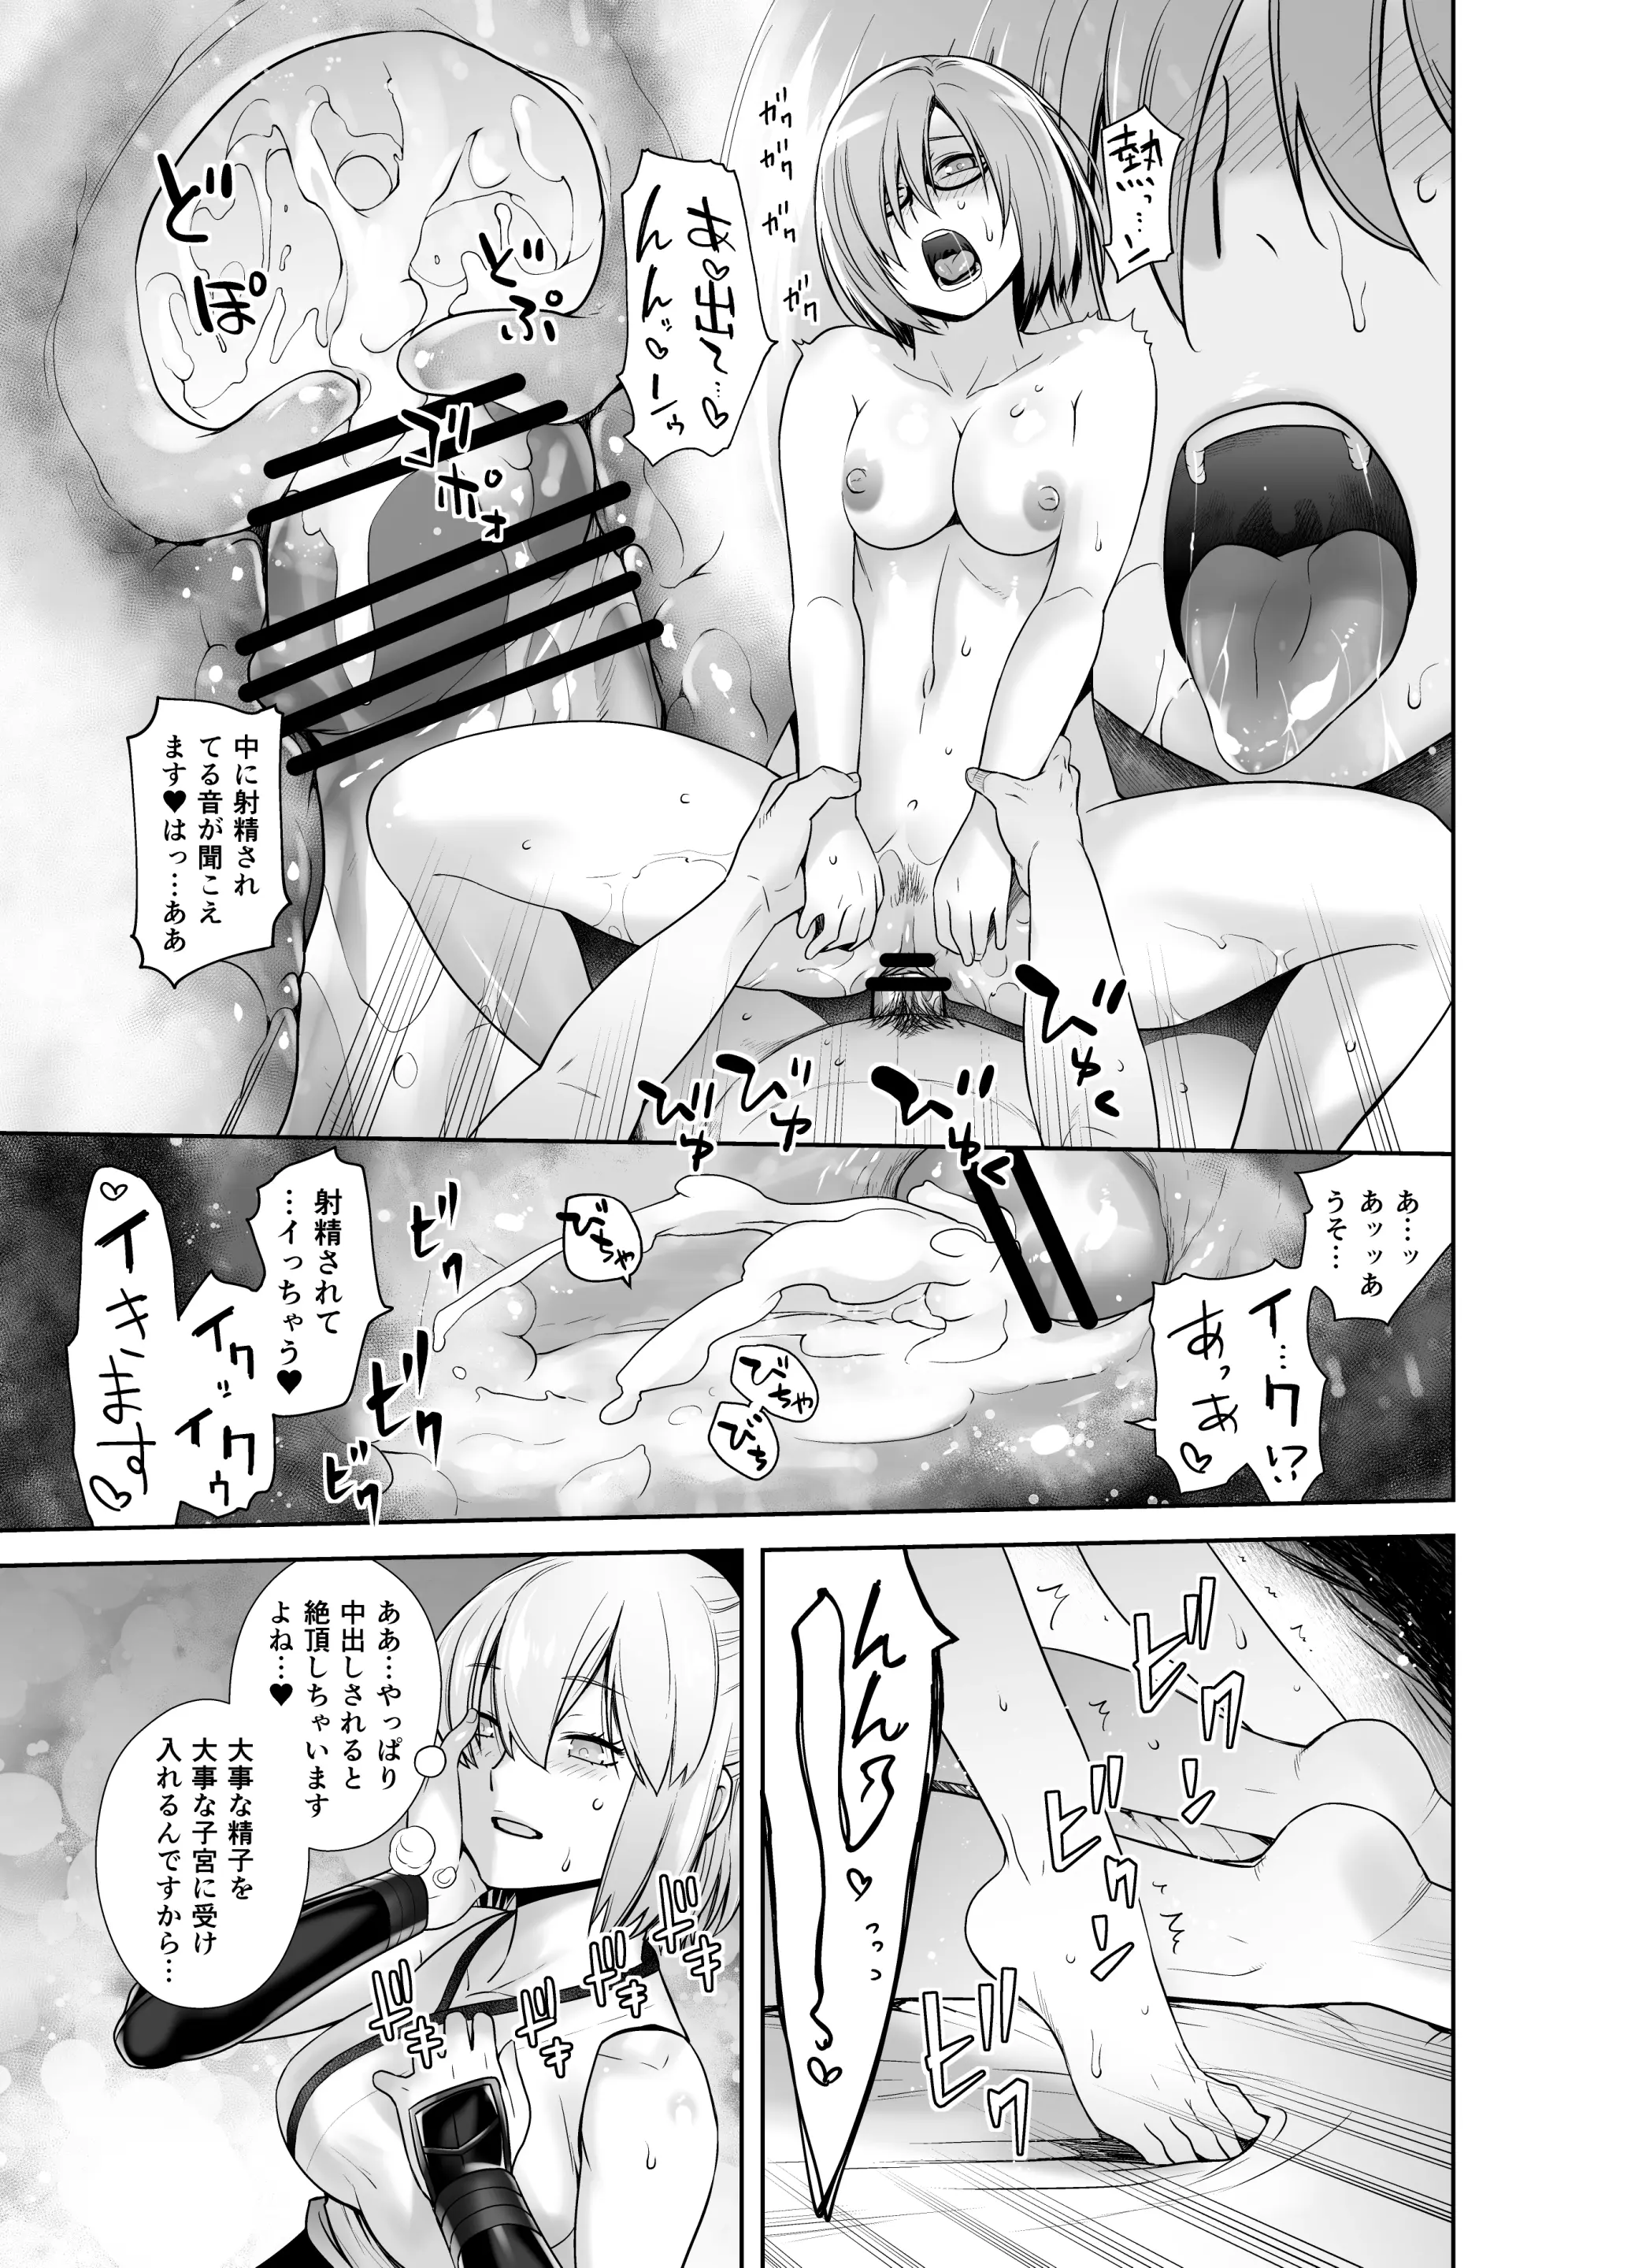 熱っ…ン
ガクガクガクガク
あ♡出~…♡
んんッ♡ーゥ
どぷ
どぽ
ゴポォ
中に射精され
てる音が聞こえ
ます♥はっ…ああ
びゅく
びゅく
びゅ
びゅ
あ…ッ
あッッあ
うそ…
イ…ク!?
あっあ♡
びちゃ
びちゃ
びち
ビク
ビク
ビク
射精されて
…イっちゃう♥
イクッイクゥ
♡イきます♡
んんろ♡っっっ
ビクン
ビクン
ビク
ああ…やっぱり
中出しされると
絶頂しちゃいます
よね…♥
大事な精子を
大事な子宮に受け
入れるんですから…
ドキ
ドキ
ドキ
ドキ